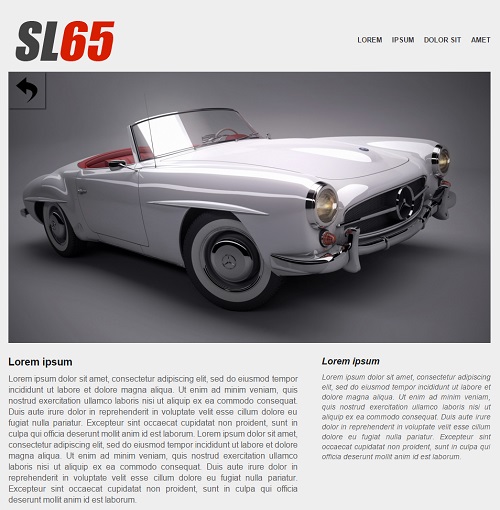 SL65
LOREM IPSUM DOLOR SIT AMET
Lorem ipsum
Lorem ipsum dolor sit amet, consectetur adipiscing elit, sed do eiusmod tempor
incididunt ut labore et dolore magna aliqua. Ut enim ad minim veniam, quis
nostrud exercitation ullamco laboris nisi ut aliquip ex ea commodo consequat.
Duis aute irure dolor in reprehenderit in voluptate velit esse cillum dolore eu
fugiat nulla pariatur. Excepteur sint occaecat cupidatat non proident, sunt in
culpa qui officia deserunt mollit anim id est laborum. Lorem ipsum dolor sit amet,
consectetur adipiscing elit, sed do eiusmod tempor incididunt ut labore et dolore
magna aliqua. Ut enim ad minim veniam, quis nostrud exercitation ullamco
laboris nisi ut aliquip ex ea commodo consequat. Duis aute irure dolor in
reprehenderit in voluptate velit esse cillum dolore eu fugiat nulla pariatur.
Excepteur sint occaecat cupidatat non proident, sunt in culpa qui officia
deserunt mollit anim id est laborum.
Lorem ipsum
Lorem ipsum dolor sit amet, consectetur adipiscing
elit, sed do eiusmod tempor incididunt ut labore et
dolore magna aliqua. Ut enim ad minim veniam, quis
nostrud exercitation ullamco laboris nisi ut
aliquip ex ea commodo consequat. Duis aute irure
dolor in reprehenderit in voluptate velit esse cillum
dolore eu fugiat nulla pariatur. Excepteur sint
occaecat cupidatat non proident, sunt in culpa qui
officia deserunt mollit anim id est laborum.